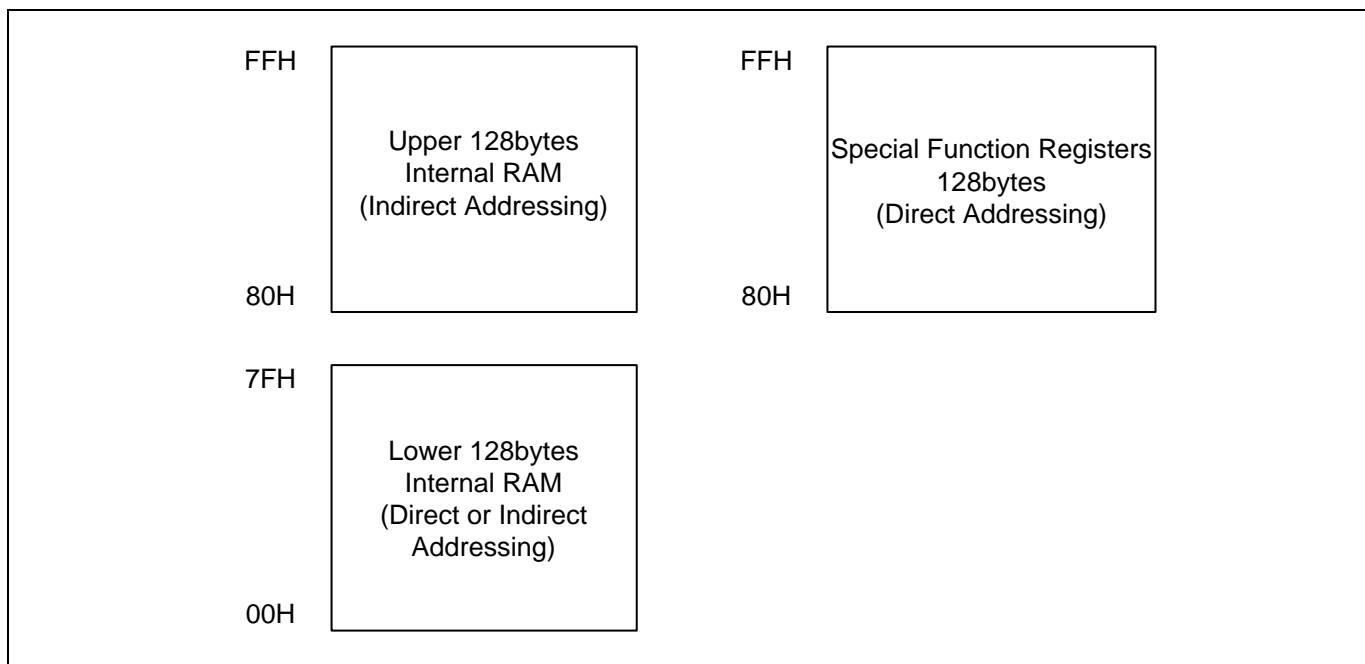 FFH
Upper 128bytes
Internal RAM
(Indirect Addressing)
80H
FFH
Special Function Registers
128bytes
(Direct Addressing)
80H
7FH
Lower 128bytes
Internal RAM
(Direct or Indirect
Addressing)
00H